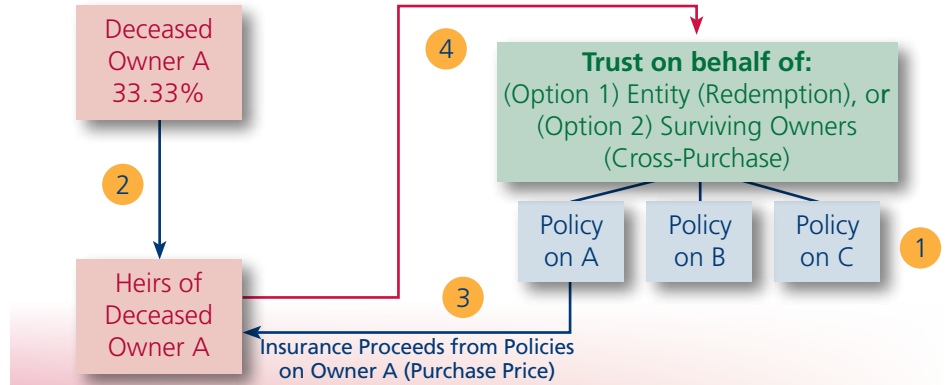 Deceased
Owner A
33.33%
4
Trust on behalf of:
(Option 1) Entity (Redemption), or
(Option 2) Surviving Owners
(Cross-Purchase)
2
Policy
on A
Policy
on B
Policy
on C
1
Heirs of
Deceased
Owner A
3
Insurance Proceeds from Policies
on Owner A (Purchase Price)